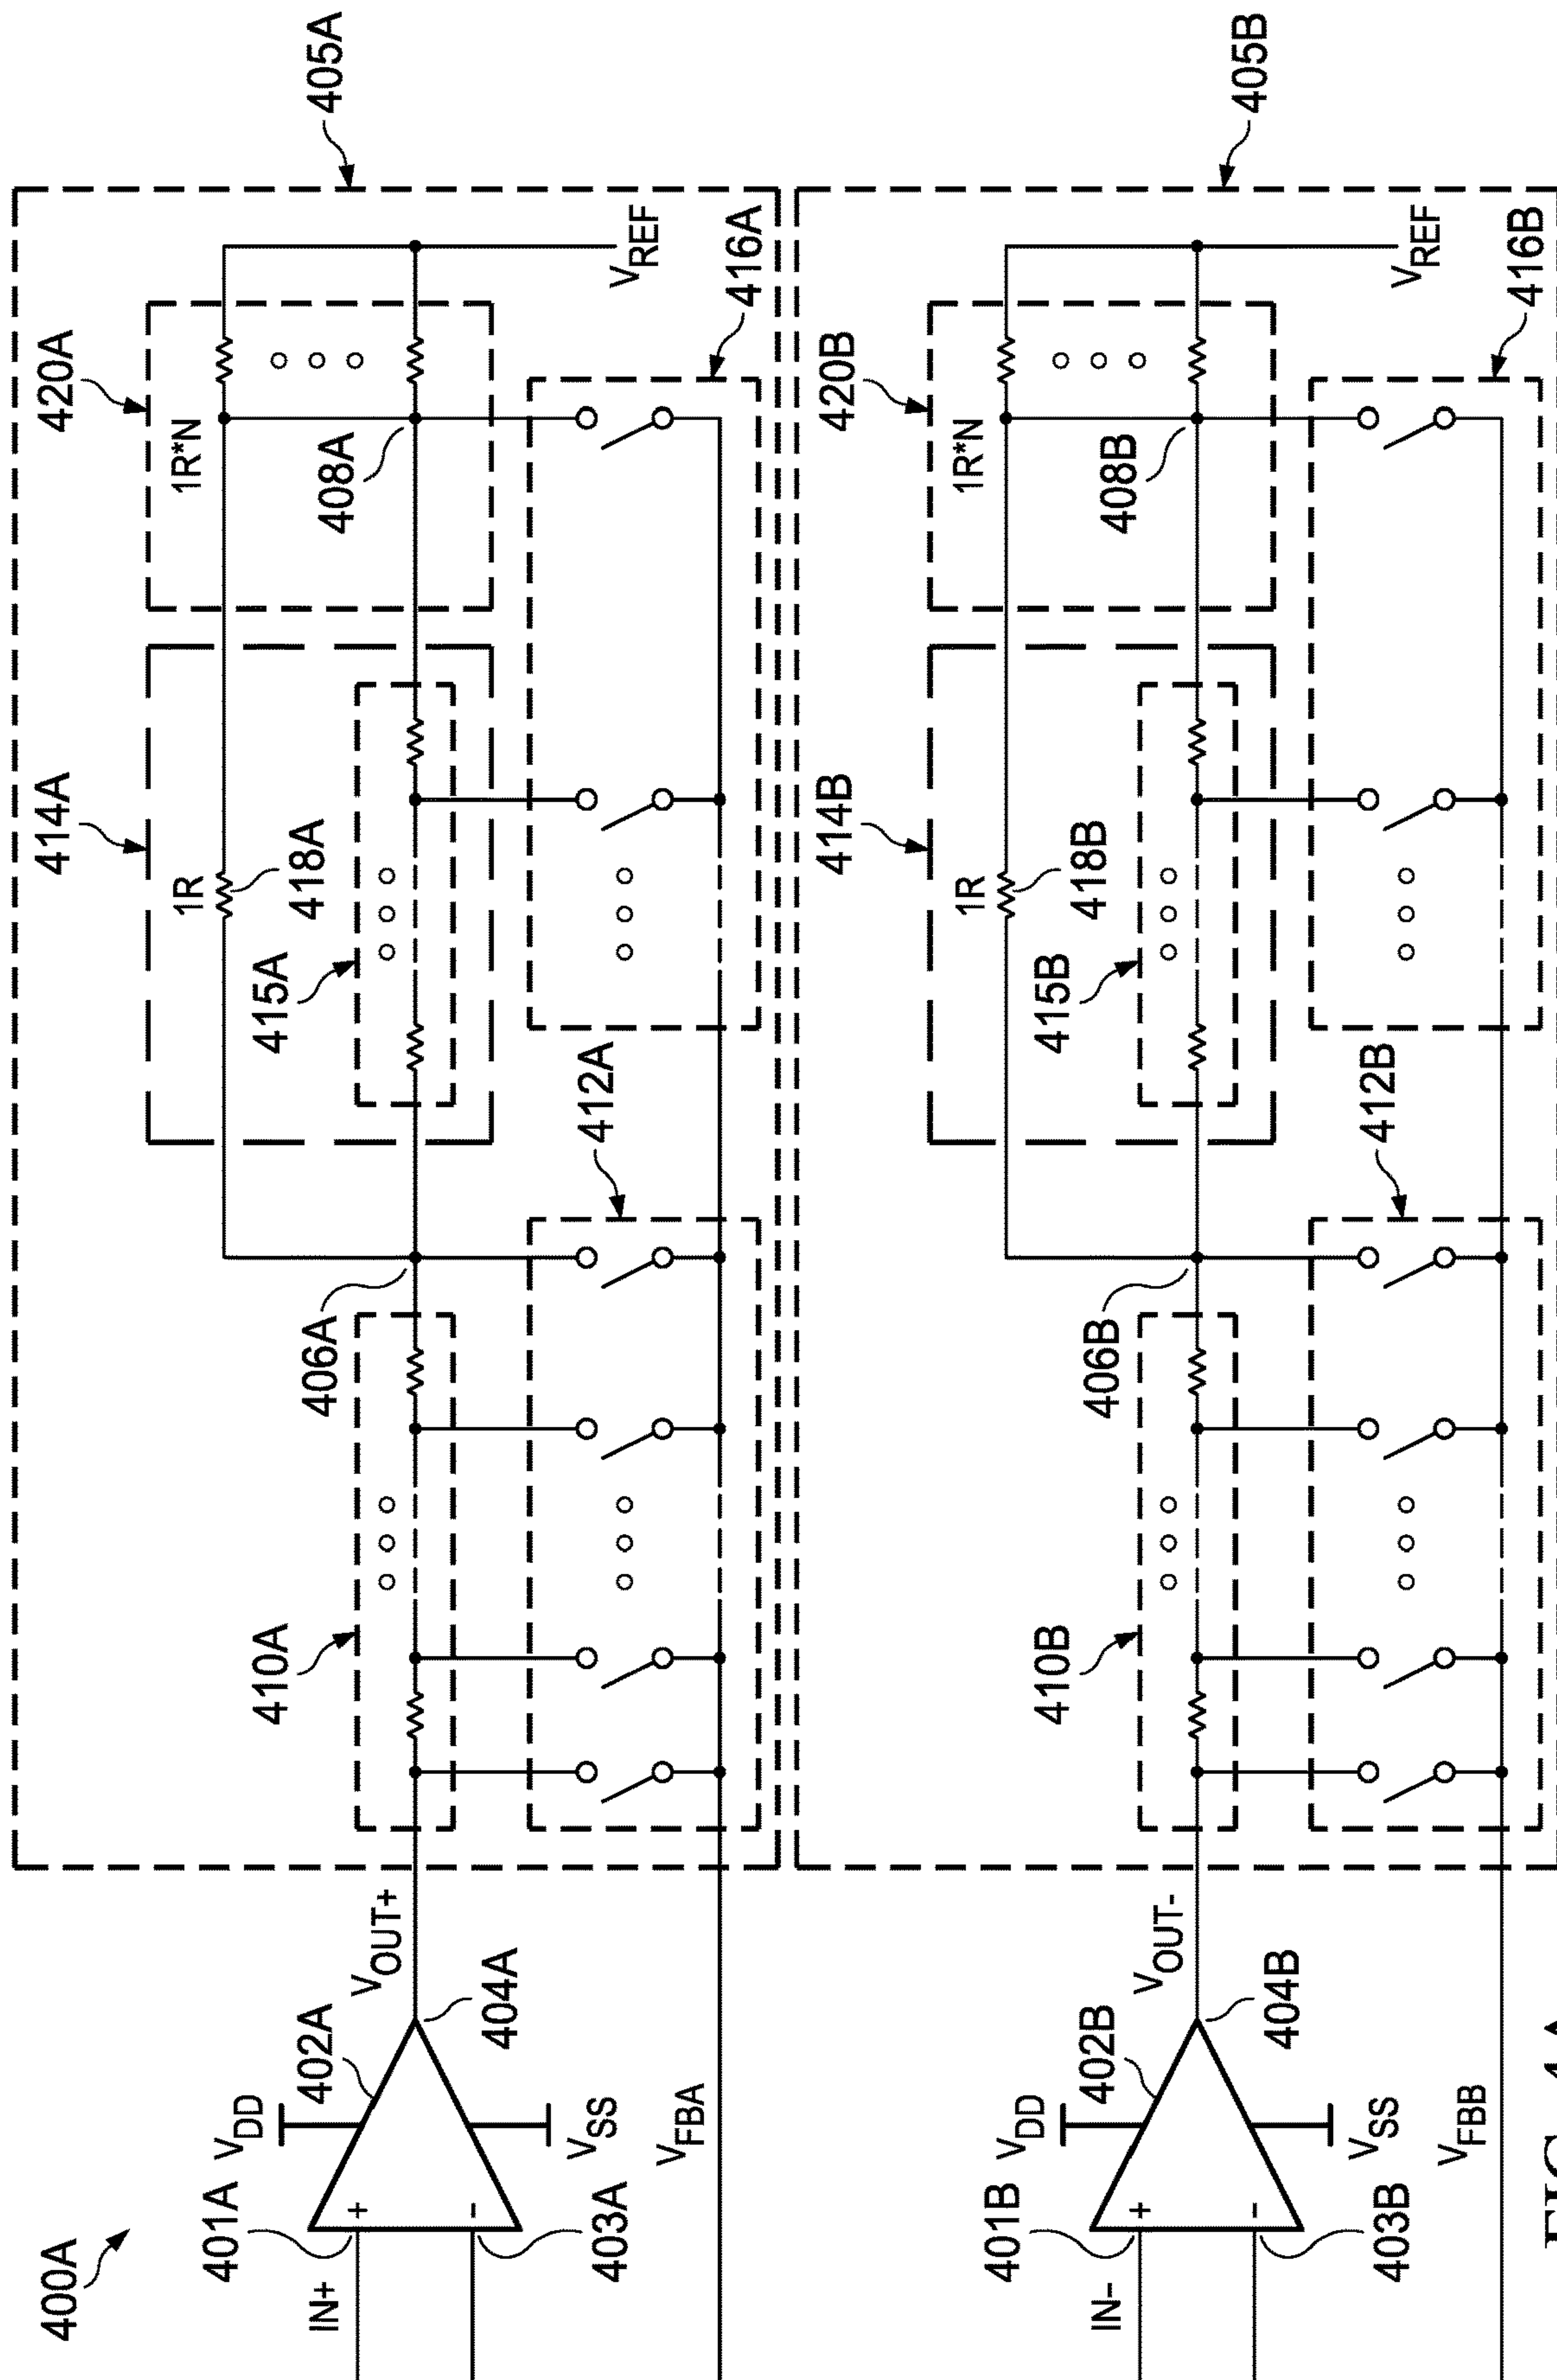 400A
IN+
401A
+
-
403A
VDD
402A
VSS
404A
VFBA
VOUT+
405A
410A
406A
412A
414A
415A
1R
418A
420A
1R*N
408A
416A
VREF
IN-
401B
+
-
403B
VDD
402B
VSS
404B
VFBB
VOUT-
405B
410B
406B
412B
414B
415B
1R
418B
420B
1R*N
408B
416B
VREF
FIG. 4A